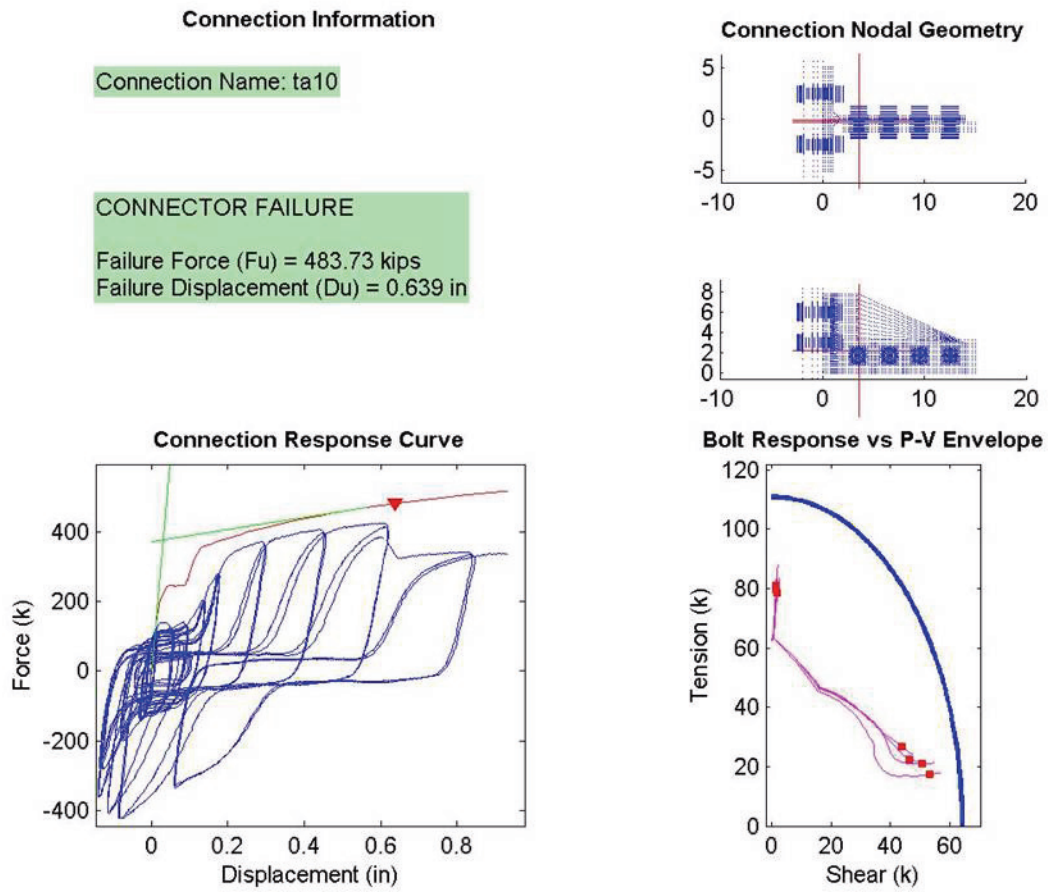 Connection Information
Connection Name: ta10
CONNECTOR FAILURE
Failure Force (Fu) = 483.73 kips
Failure Displacement (Du) = 0.639 in
Connection Nodal Geometry
5
0
-5
-10 0 10 20
8
6
4
2
0
-10 0 10 20
Connection Response Curve
400
200
0
-200
-400
Force (k)
0 0.2 0.4 0.6 0.8
Displacement (in)
Bolt Response vs P-V Envelope
120
100
80
60
40
20
0
Tension (k)
0 20 40 60
Shear (k)